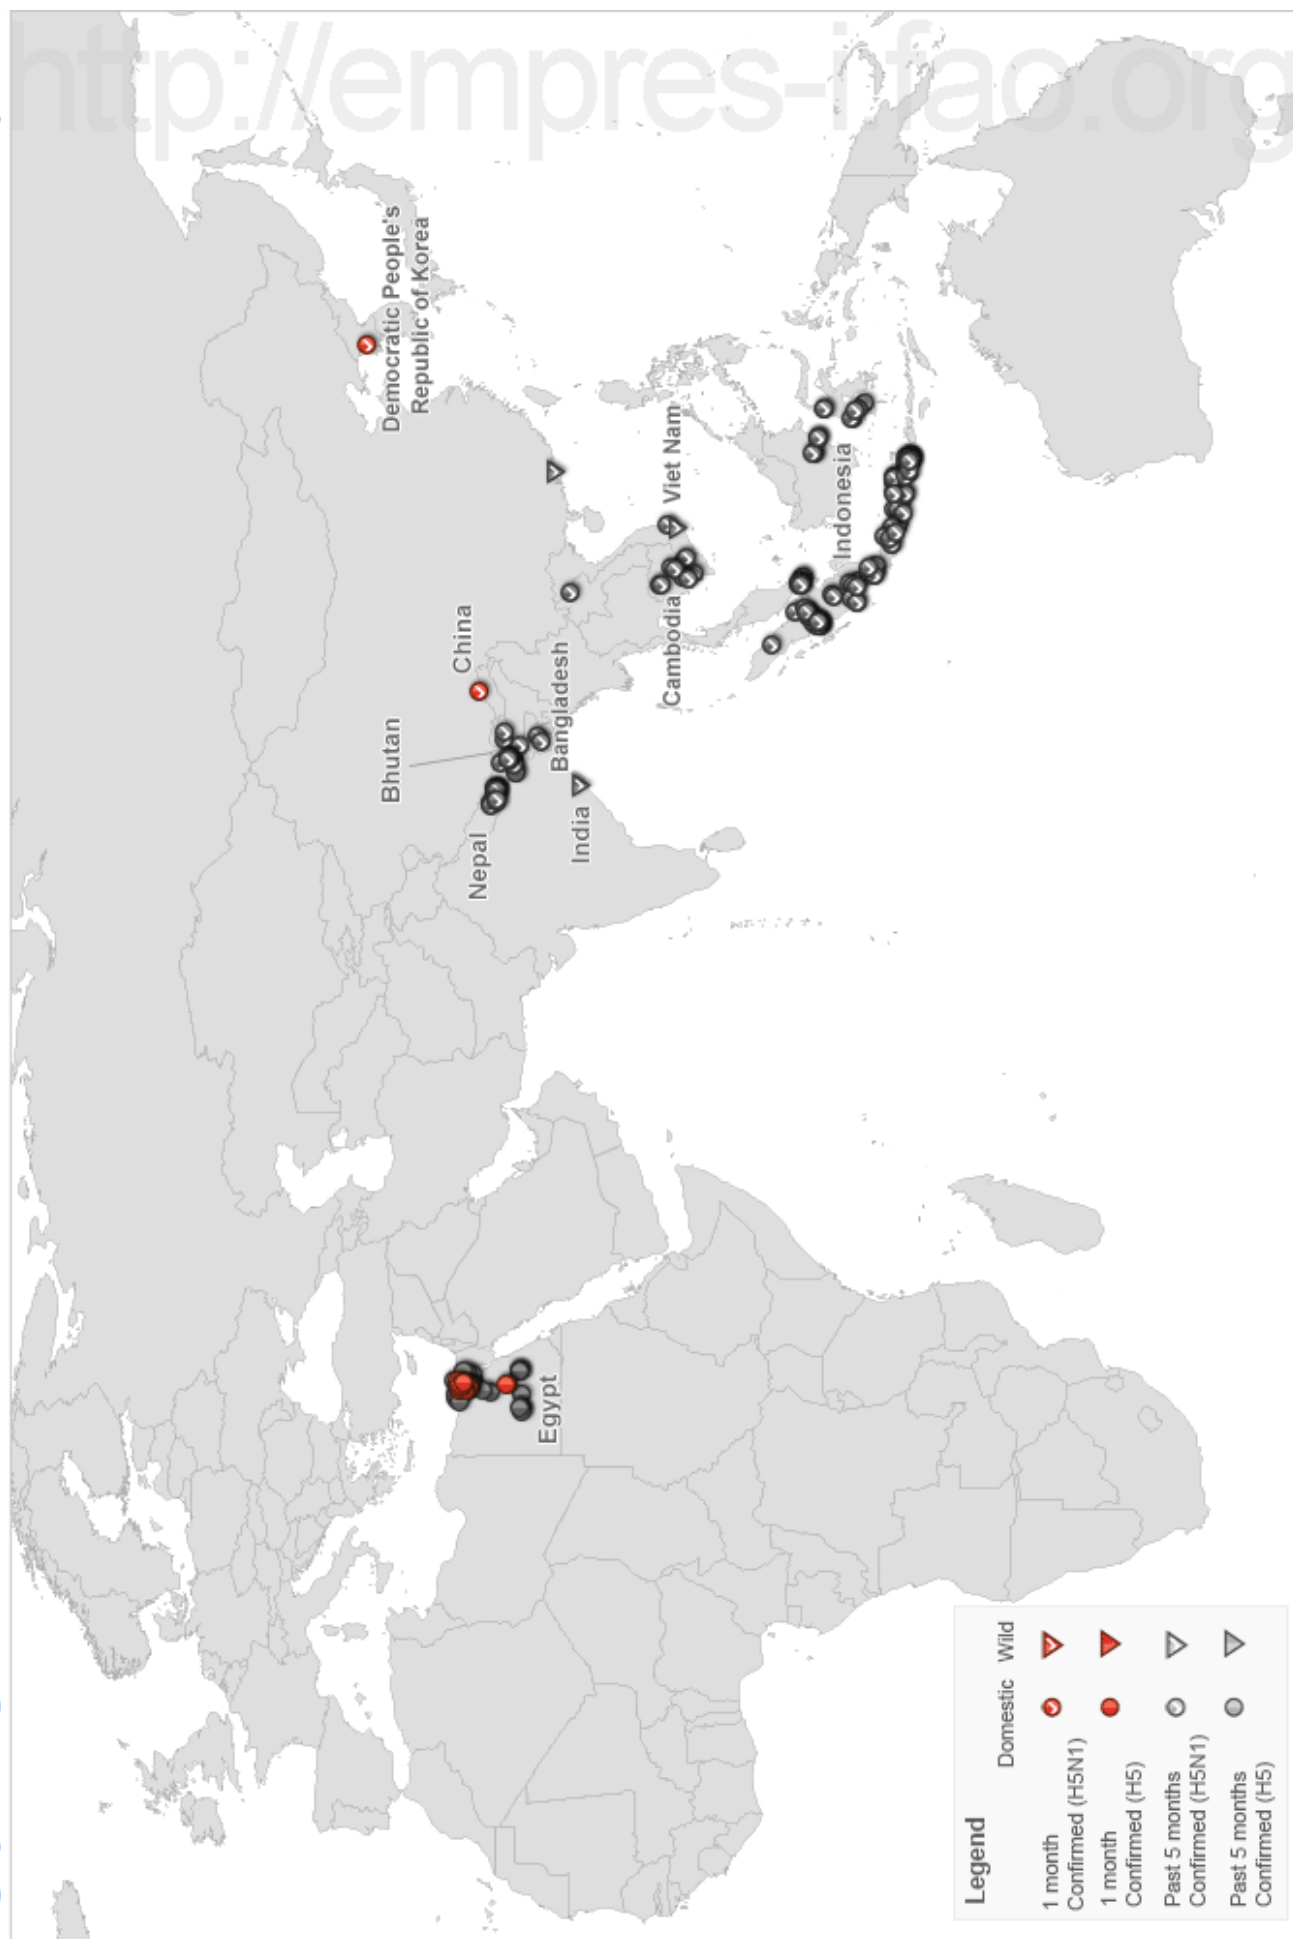 http://empres-i.fao.org
Democratic People's
Republic of Korea
China
Bhutan
Nepal
Bangladesh
India
Viet Nam
Cambodia
Indonesia
Egypt
Legend
Domestic Wild
1 month
Confirmed (H5N1)
1 month
Confirmed (H5)
Past 5 months
Confirmed (H5N1)
Past 5 months
Confirmed (H5)